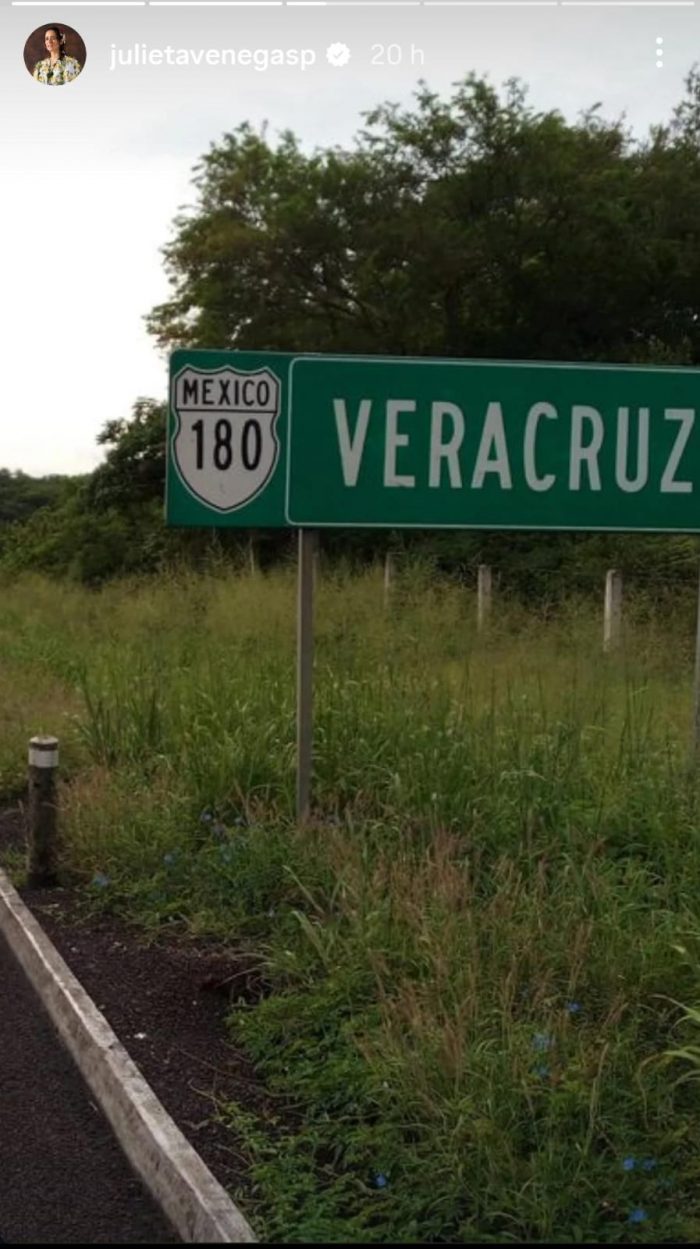 julietavenegasp 20 h
MEXICO
180
VERACRUZ